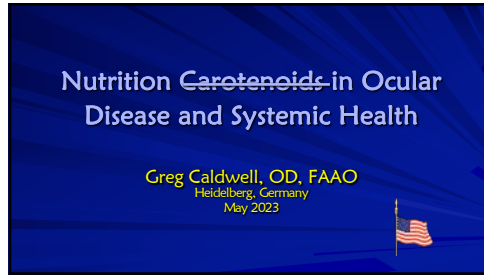 Nutrition Carotenoids in Ocular
Disease and Systemic Health
Greg Caldwell, OD, FAAO
Heidelberg, Germany
May 2023